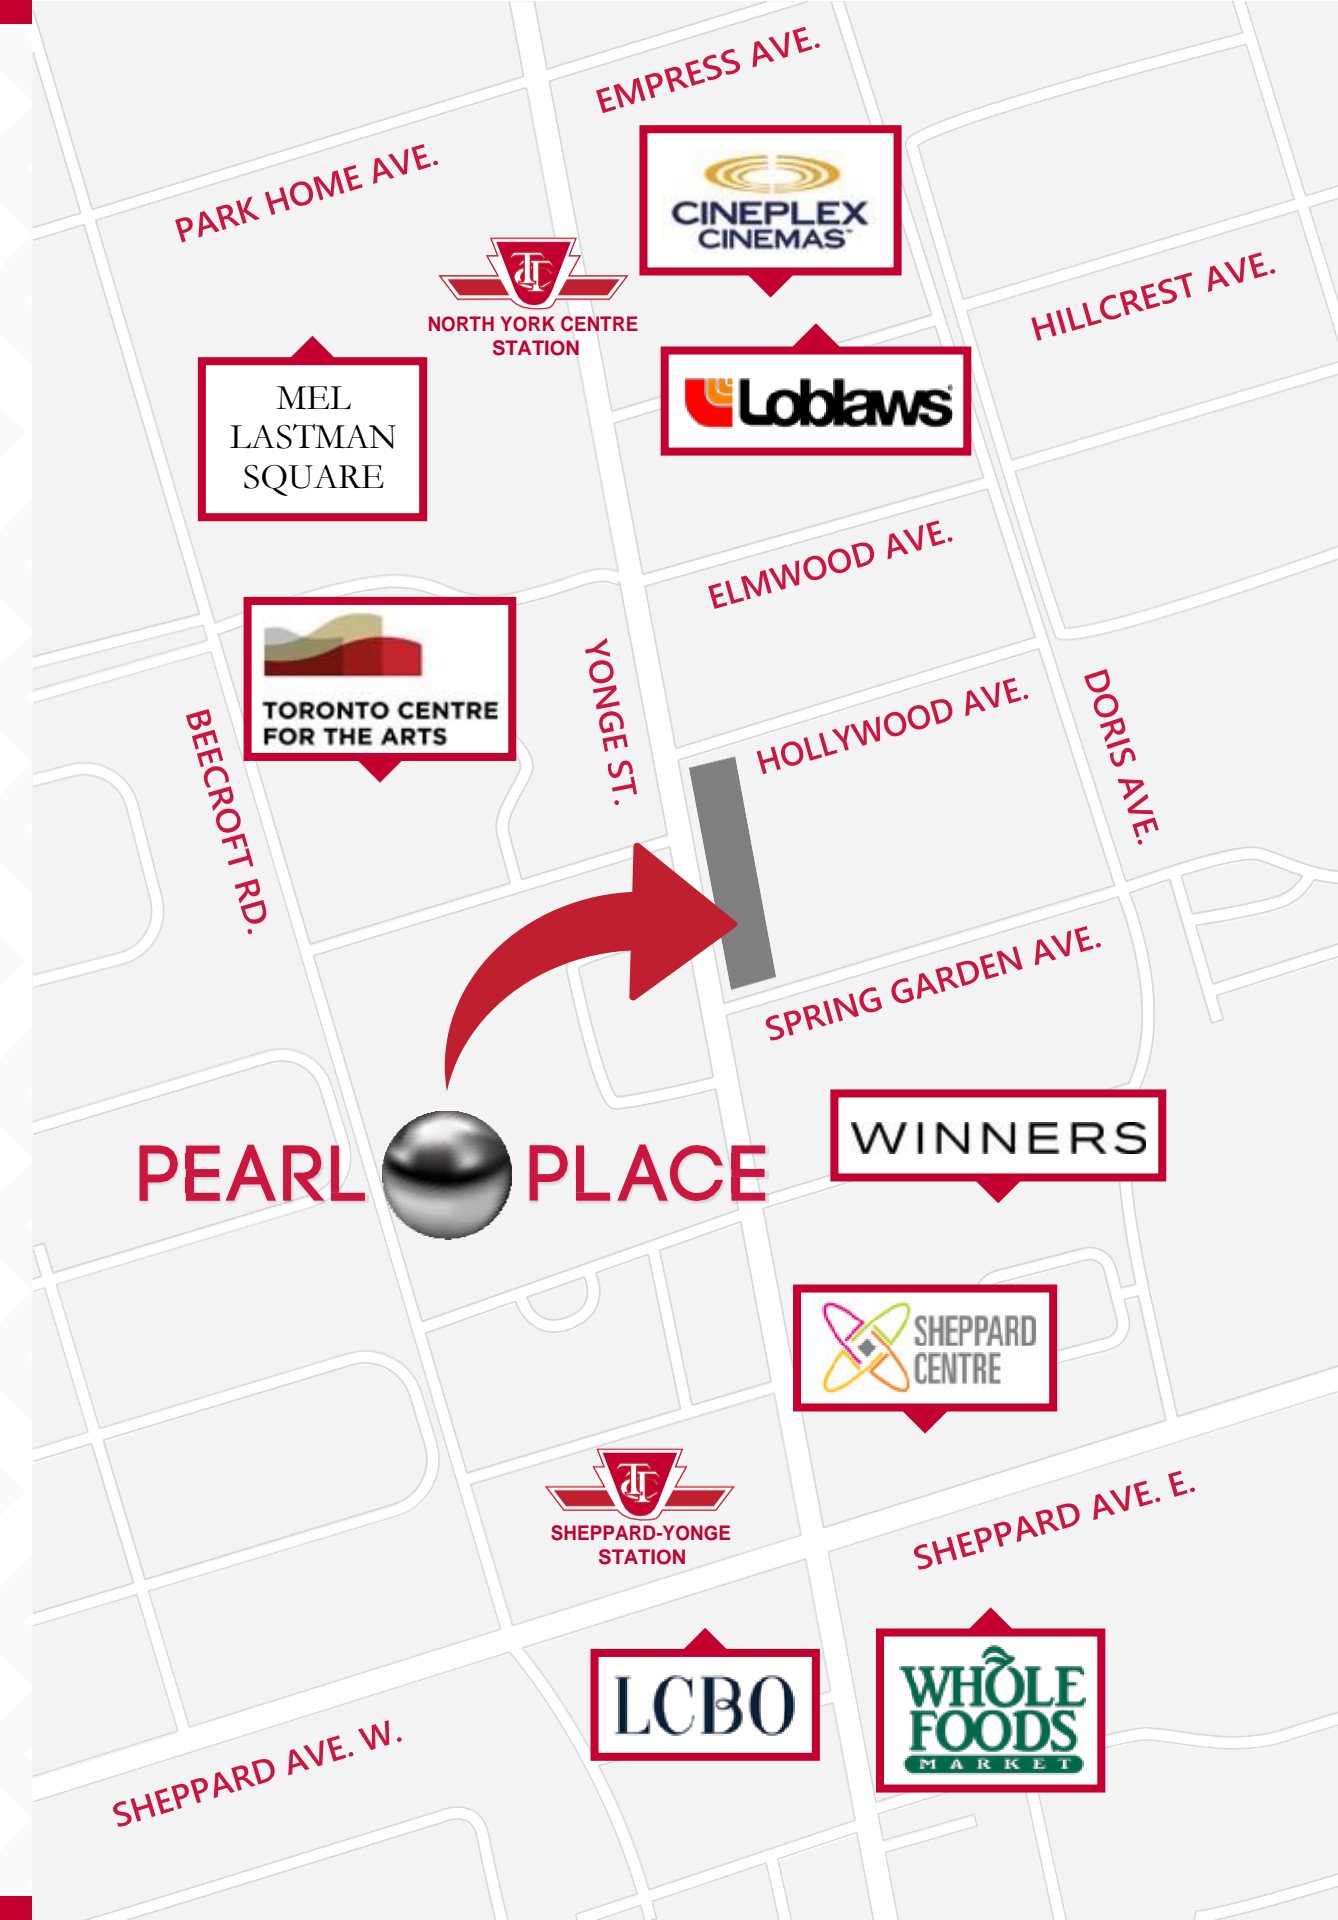 EMPRESS AVE.
PARK HOME AVE.
CINEPLEX
CINEMAS
HILLCREST AVE.
TTC
NORTH YORK CENTRE
STATION
Loblaws
MEL
LASTMAN
SQUARE
ELMWOOD AVE.
TORONTO CENTRE
FOR THE ARTS
YONGE ST.
HOLLYWOOD AVE.
DORIS AVE.
BEECROFT RD.
SPRING GARDEN AVE.
WINNERS
PEARL PLACE
SHEPPARD
CENTRE
TTC
SHEPPARD-YONGE
STATION
SHEPPARD AVE. E.
LCBO
WHOLE
FOODS
MARKET
SHEPPARD AVE. W.